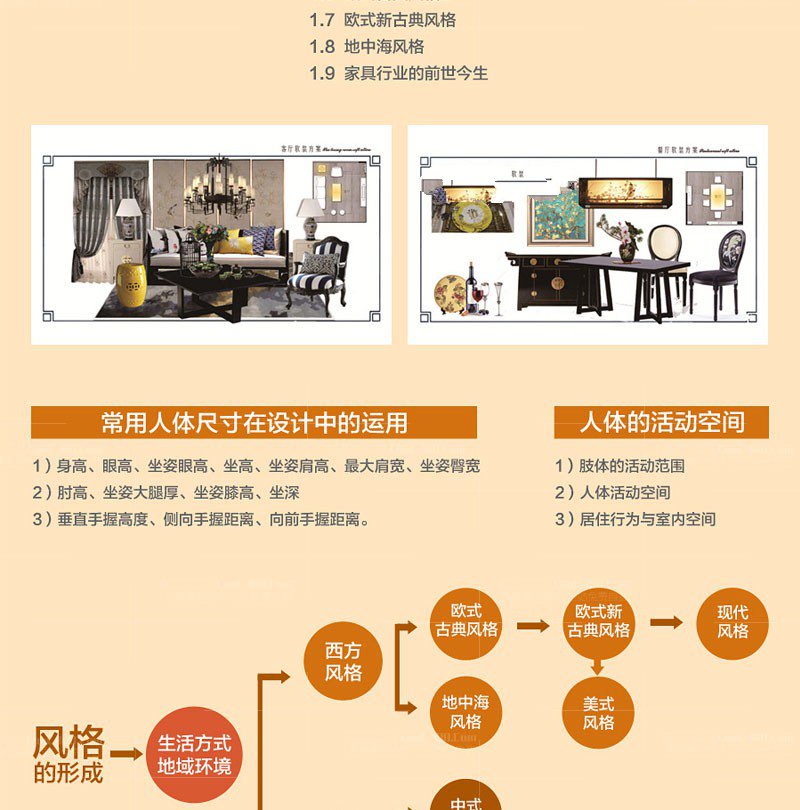 1.7 欧式新古典风格
1.8 地中海风格
1.9 家具行业的前世今生
客厅软装方案
餐厅软装方案
软装
常用人体尺寸在设计中的运用
1）身高、眼高、坐姿眼高、坐高、坐姿肩高、最大肩宽、坐姿臀宽
2）肘高、坐姿大腿厚、坐姿膝高、坐深
3）垂直手握高度、侧向手握距离、向前手握距离。
人体的活动空间
1）肢体的活动范围
2）人体活动空间
3）居住行为与室内空间
欧式
古典风格
欧式新
古典风格
现代
风格
西方
风格
地中海
风格
美式
风格
风格
的形成
生活方式
地域环境
中式